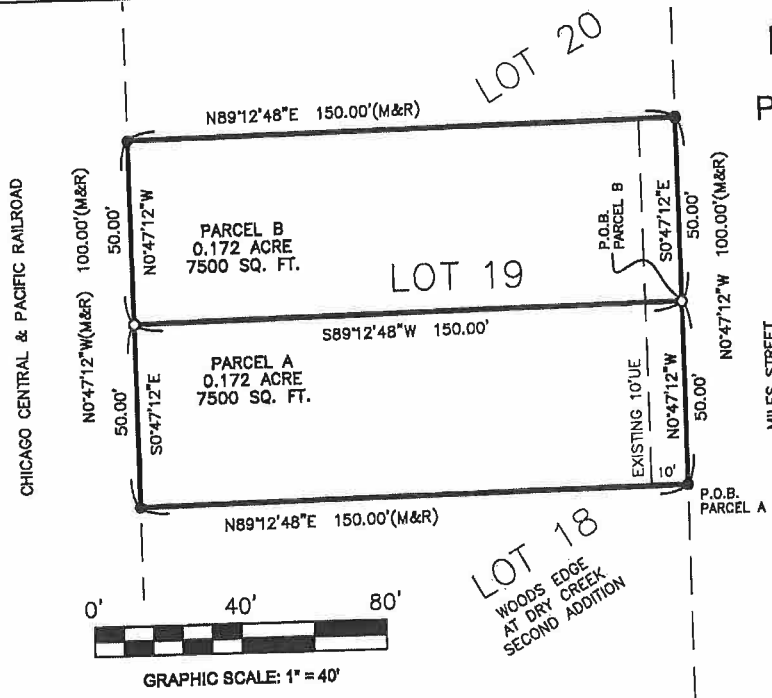 LOT 20
N89°12'48"E 150.00'(M&R)
CHICAGO CENTRAL & PACIFIC RAILROAD
N0°47'12"W(M&R) 100.00'(M&R)
50.00'
N0°47'12"W
PARCEL B
0.172 ACRE
7500 SQ. FT.
LOT 19
P.O.B.
PARCEL B
S0°47'12"E
50.00'
N0°47'12"W 100.00'(M&R)
P
S89°12'48"W 150.00'
50.00'
S0°47'12"E
PARCEL A
0.172 ACRE
7500 SQ. FT.
EXISTING 10'UE
10'
N0°47'12"W
50.00'
MILES STREET
P.O.B.
PARCEL A
N89°12'48"E 150.00'(M&R)
LOT 18
WOODS EDGE
AT DRY CREEK
SECOND ADDITION
0' 40' 80'
GRAPHIC SCALE: 1" = 40'